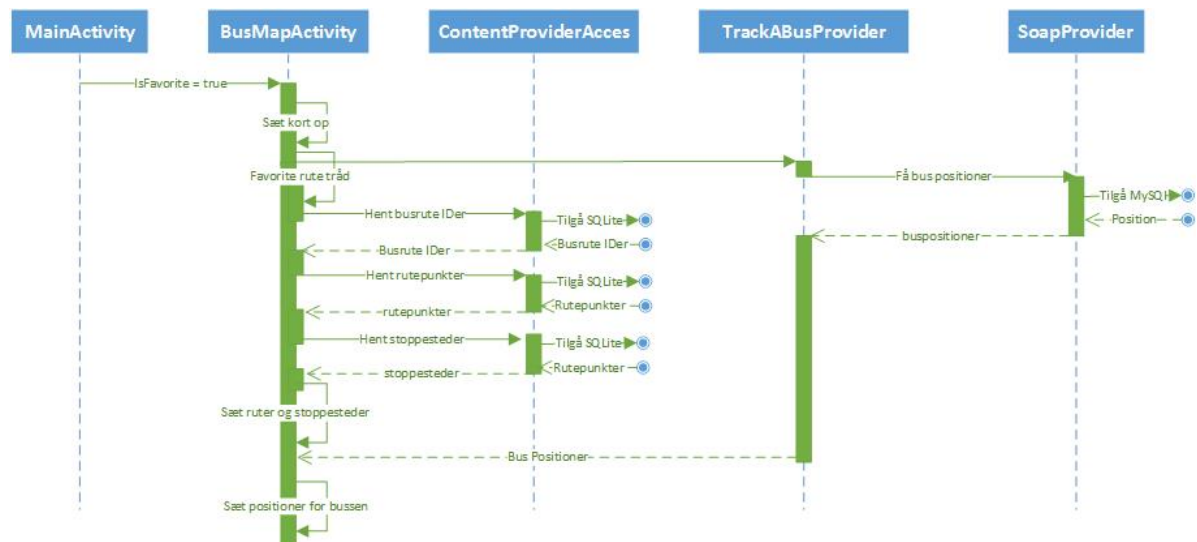 MainActivity
BusMapActivity
ContentProviderAcces
TrackABusProvider
SoapProvider
IsFavorite = true
Sæt kort op
Favorite rute tråd
Få bus positioner
Tilgå MySQl
Hent busrute IDer
Tilgå SQLite
Position
buspositioner
Busrute IDer
Busrute IDer
Hent rutepunkter
Tilgå SQLite
Rutepunkter
rutepunkter
Hent stoppesteder
Tilgå SQLite
Rutepunkter
stoppesteder
Sæt ruter og stoppesteder
Bus Positioner
Sæt positioner for bussen